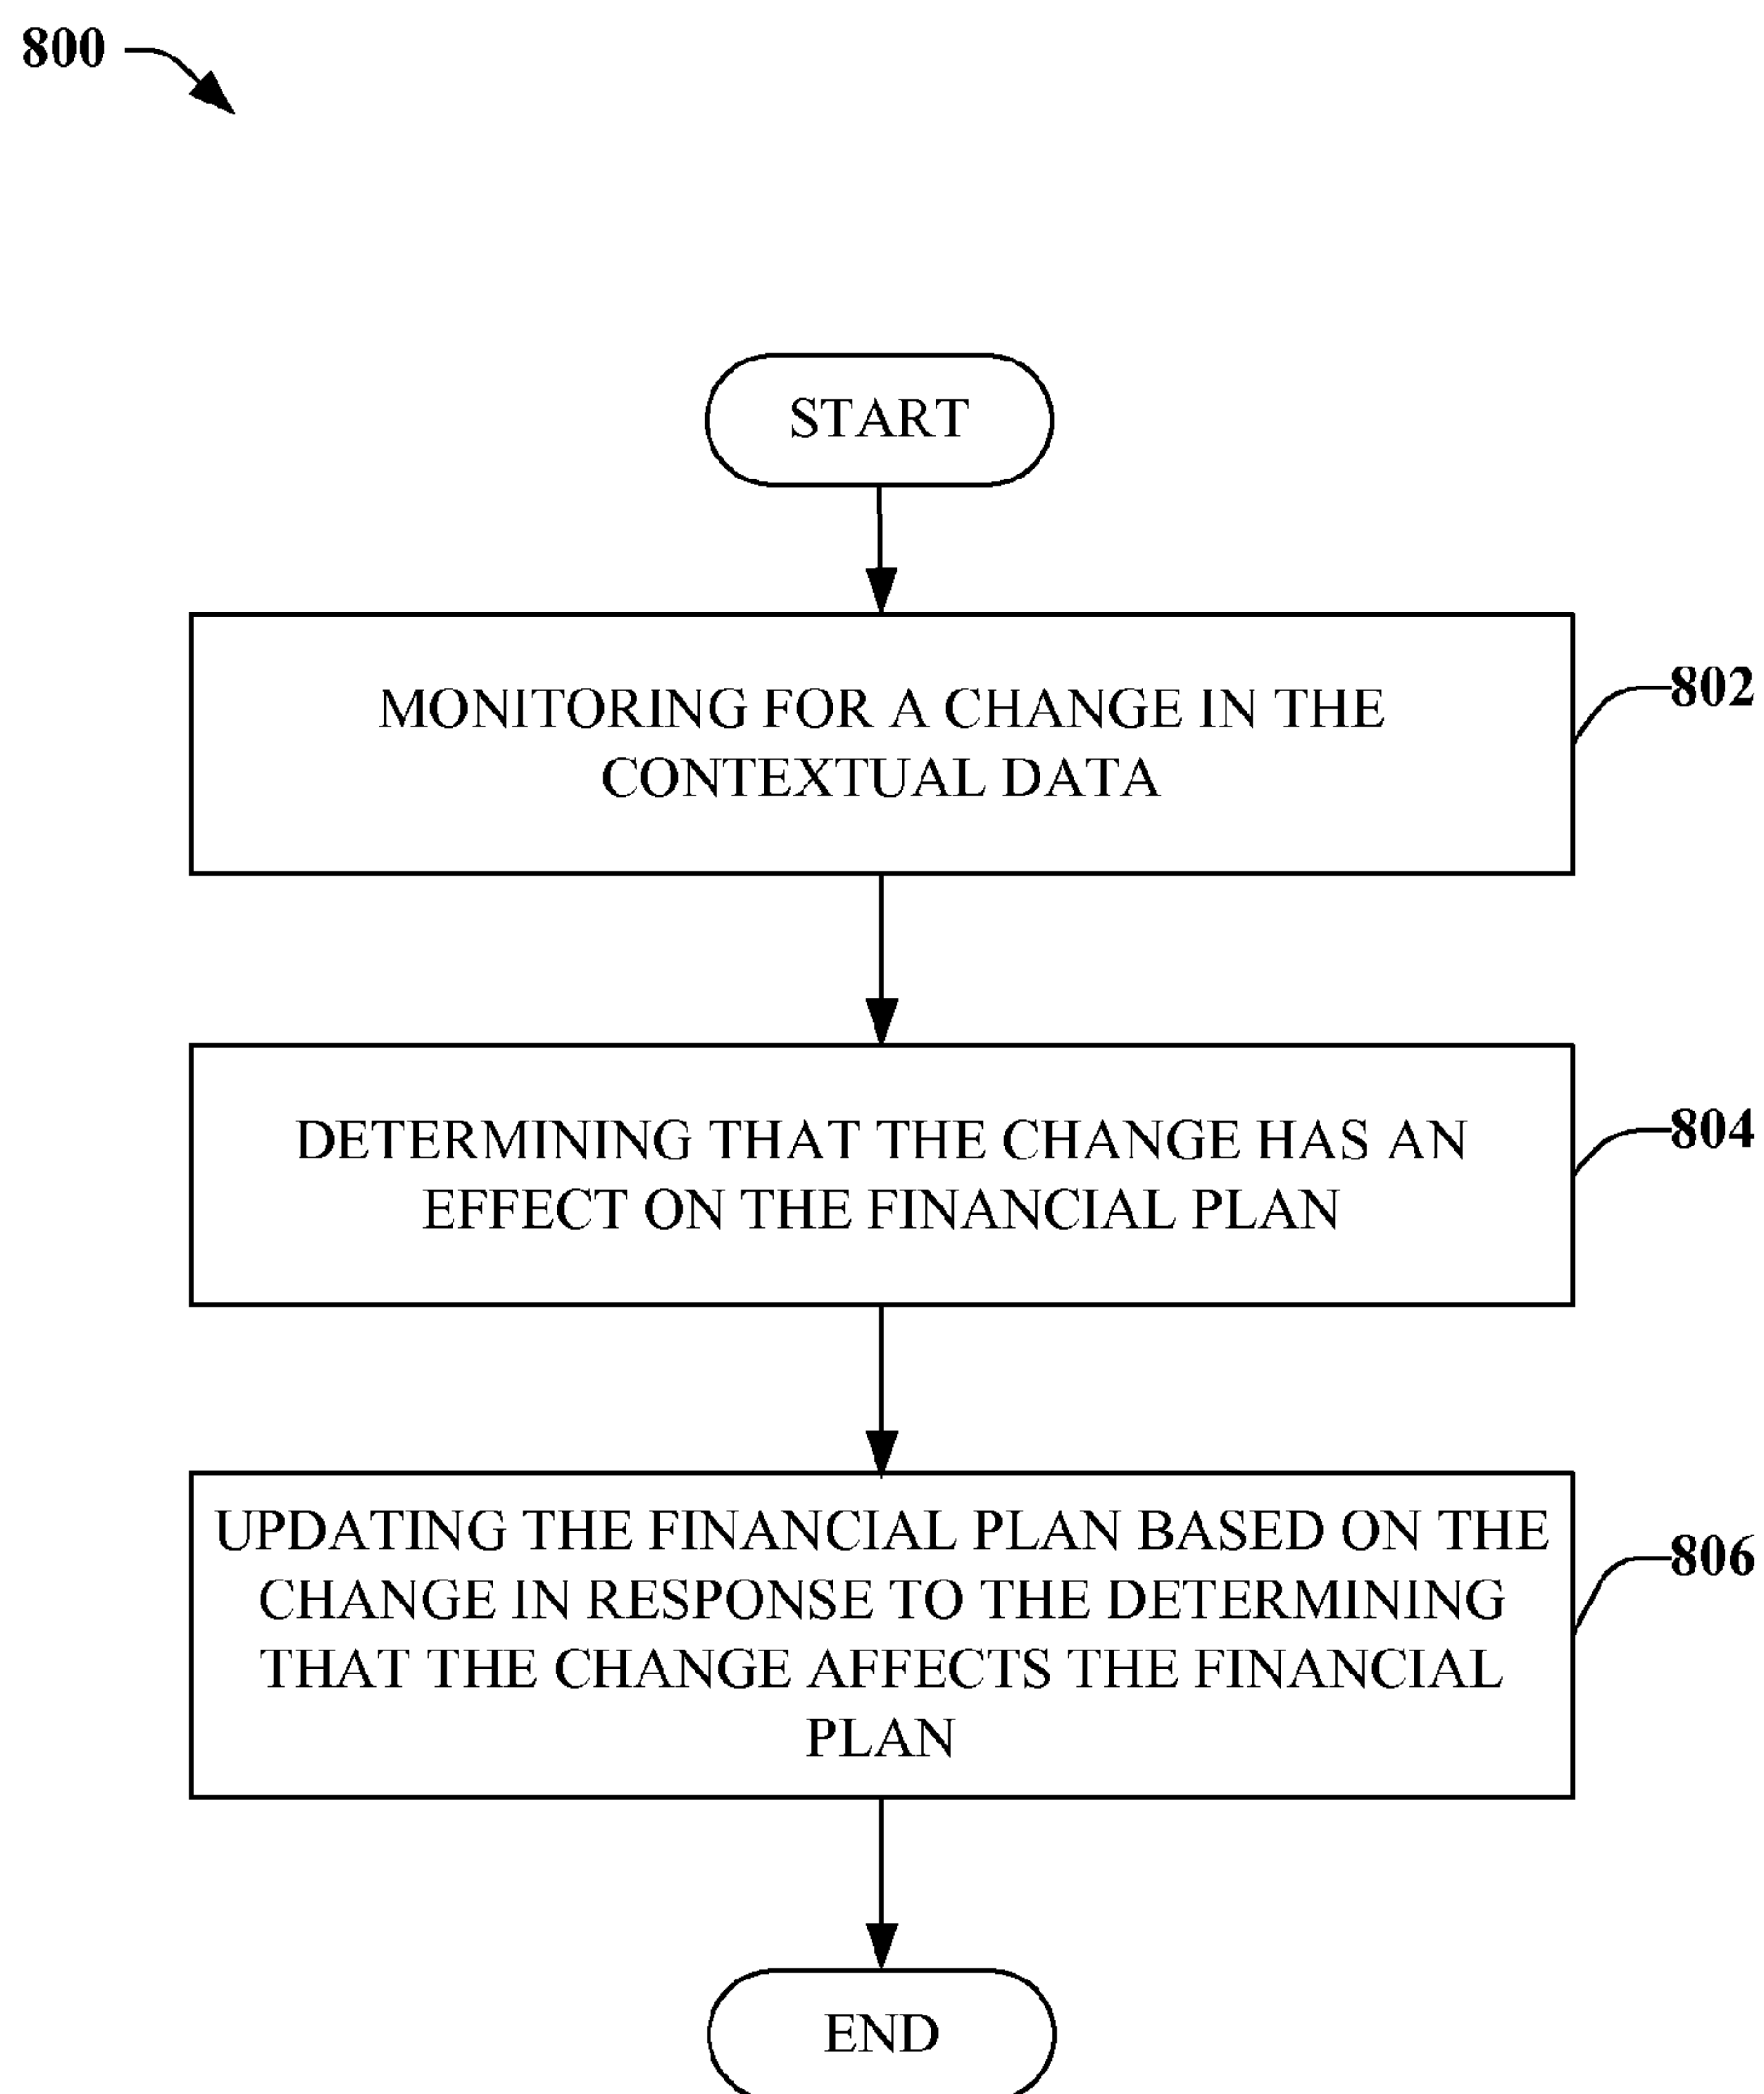 800
START
MONITORING FOR A CHANGE IN THE
CONTEXTUAL DATA
802
DETERMINING THAT THE CHANGE HAS AN
EFFECT ON THE FINANCIAL PLAN
804
UPDATING THE FINANCIAL PLAN BASED ON THE
CHANGE IN RESPONSE TO THE DETERMINING
THAT THE CHANGE AFFECTS THE FINANCIAL
PLAN
806
END